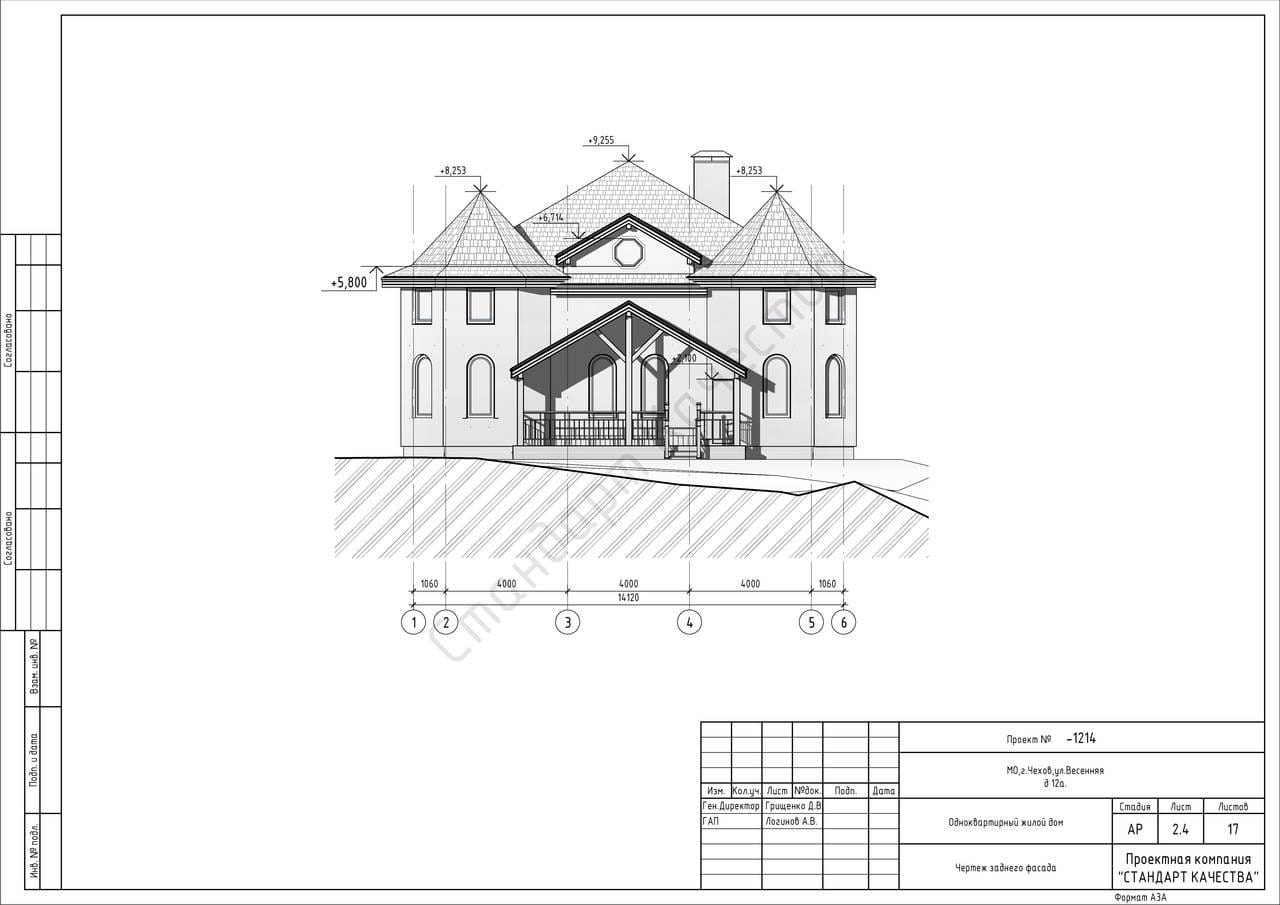 +9,255
+8,253
+8,253
+6,714
+5,800
+2,100
Стандарт качества
1060 4000 4000 4000 1060
14120
1 2 3 4 5 6
Согласовано
Согласовано
Взам. инв. №
Подп. и дата
Инв. № подл.
Проект № -1214
МО,г.Чехов,ул.Весенняя
д 12а.
Изм. Кол.уч. Лист №док. Подп. Дата
Ген.Директор Грищенко Д.В
ГАП Логинов А.В.
Одноквартирный жилой дом
Стадия Лист Листов
АР 2.4 17
Чертеж заднего фасада
Проектная компания
"СТАНДАРТ КАЧЕСТВА"
Формат А3А